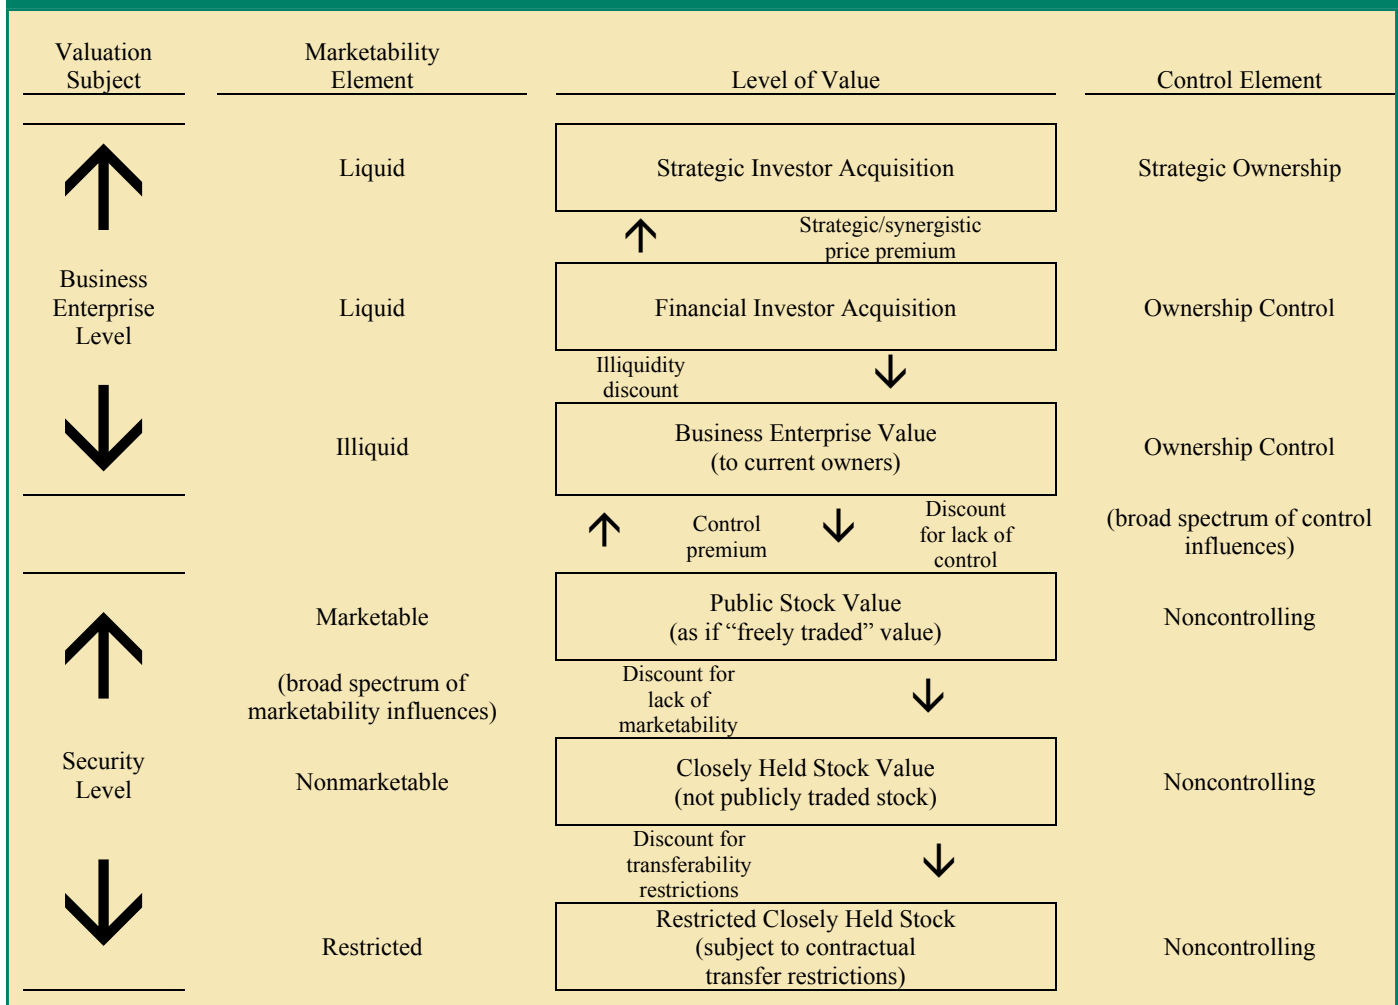 Valuation
Subject
Marketability
Element
Level of Value
Control Element
Liquid
Strategic Investor Acquisition
Strategic Ownership
Strategic/synergistic
price premium
Business
Enterprise
Level
Liquid
Financial Investor Acquisition
Ownership Control
Illiquidity
discount
Illiquid
Business Enterprise Value
(to current owners)
Ownership Control
Control
premium
Discount
for lack of
control
(broad spectrum of control
influences)
Marketable
Public Stock Value
(as if “freely traded” value)
Noncontrolling
(broad spectrum of
marketability influences)
Discount for
lack of
marketability
Security
Level
Nonmarketable
Closely Held Stock Value
(not publicly traded stock)
Noncontrolling
Discount for
transferability
restrictions
Restricted
Restricted Closely Held Stock
(subject to contractual
transfer restrictions)
Noncontrolling